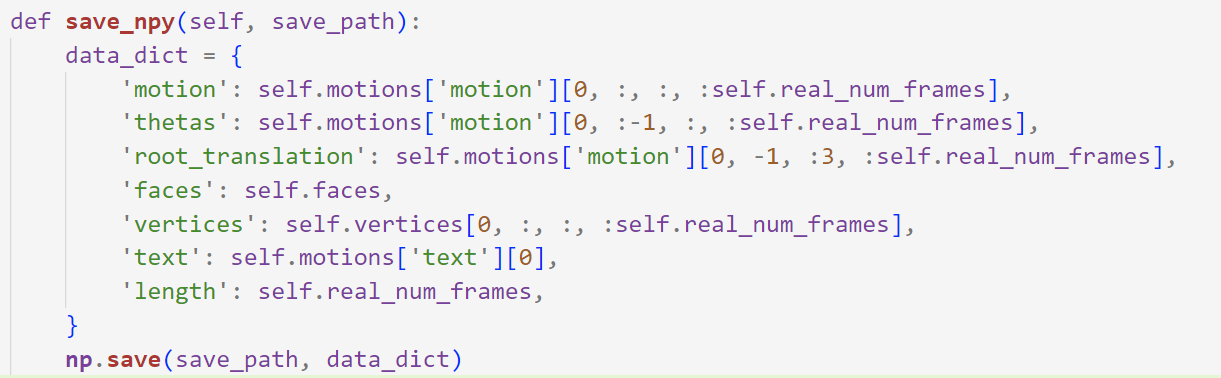 def save_npy(self, save_path):
    data_dict = {
        'motion': self.motions['motion'][0, :, :, :self.real_num_frames],
        'thetas': self.motions['motion'][0, :-1, :, :self.real_num_frames],
        'root_translation': self.motions['motion'][0, -1, :3, :self.real_num_frames],
        'faces': self.faces,
        'vertices': self.vertices[0, :, :, :self.real_num_frames],
        'text': self.motions['text'][0],
        'length': self.real_num_frames,
    }
    np.save(save_path, data_dict)